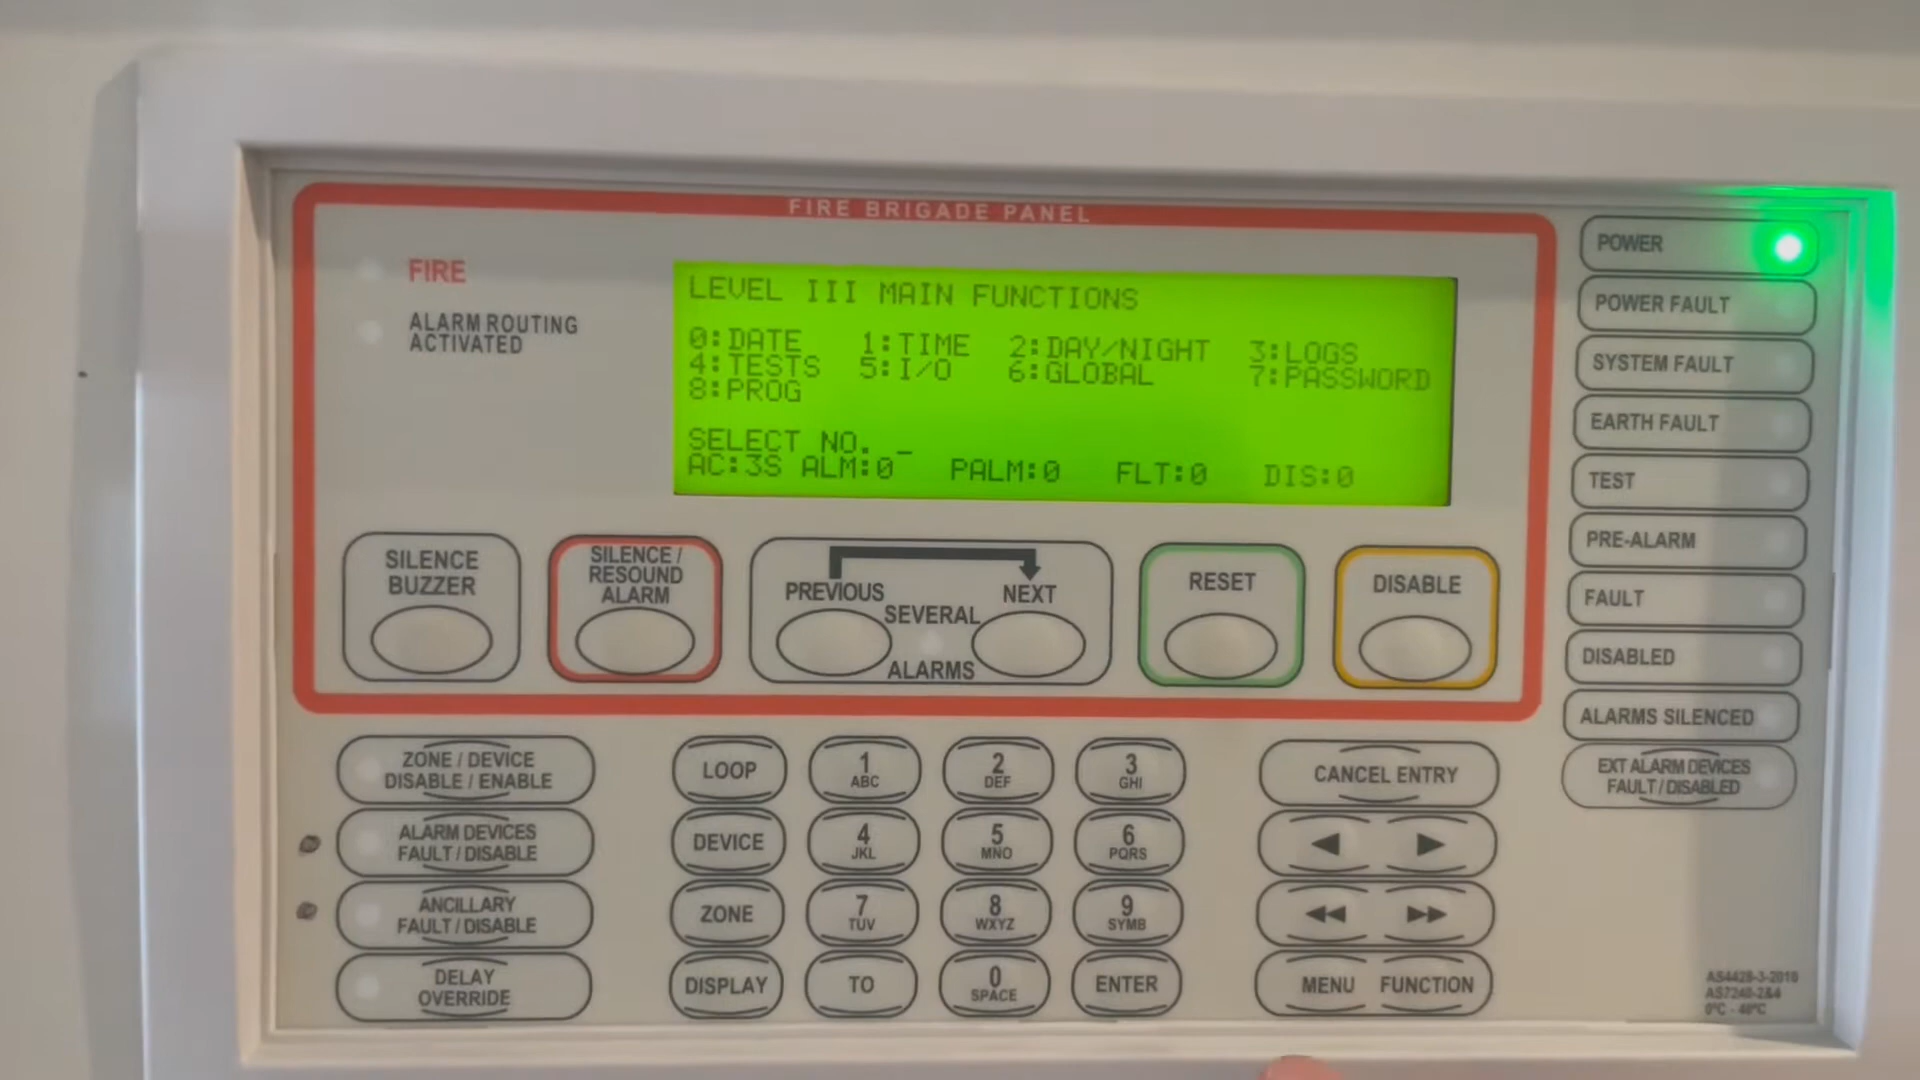 FIRE BRIGADE PANEL
FIRE
ALARM ROUTING
ACTIVATED
LEVEL III MAIN FUNCTIONS
0:DATE 1:TIME 2:DAY/NIGHT 3:LOGS
4:TESTS 5:I/O 6:GLOBAL 7:PASSWORD
8:PROG
SELECT NO. _
AC:3S ALM:0 PALM:0 FLT:0 DIS:0
SILENCE
BUZZER
SILENCE /
RESOUND
ALARM
PREVIOUS
NEXT
SEVERAL
ALARMS
RESET
DISABLE
POWER
POWER FAULT
SYSTEM FAULT
EARTH FAULT
TEST
PRE-ALARM
FAULT
DISABLED
ALARMS SILENCED
EXT ALARM DEVICES
FAULT / DISABLED
ZONE / DEVICE
DISABLE / ENABLE
ALARM DEVICES
FAULT / DISABLE
ANCILLARY
FAULT / DISABLE
DELAY
OVERRIDE
LOOP
1
ABC
2
DEF
3
GHI
DEVICE
4
JKL
5
MNO
6
PQRS
ZONE
7
TUV
8
WXYZ
9
SYMB
DISPLAY
TO
0
SPACE
ENTER
CANCEL ENTRY
MENU FUNCTION
AS4428-3-2010
AS7240-2&4